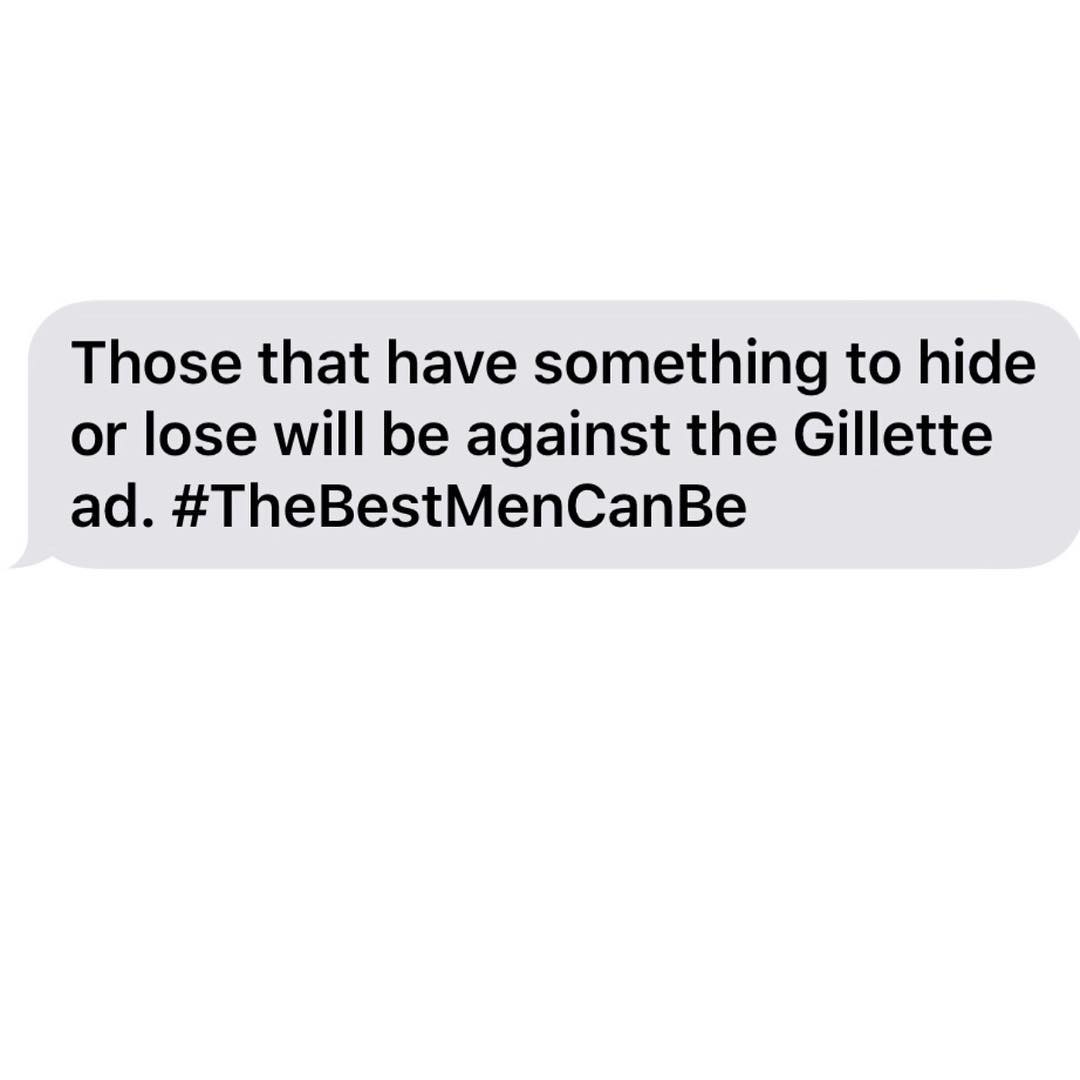 Those that have something to hide
or lose will be against the Gillette
ad. #TheBestMenCanBe